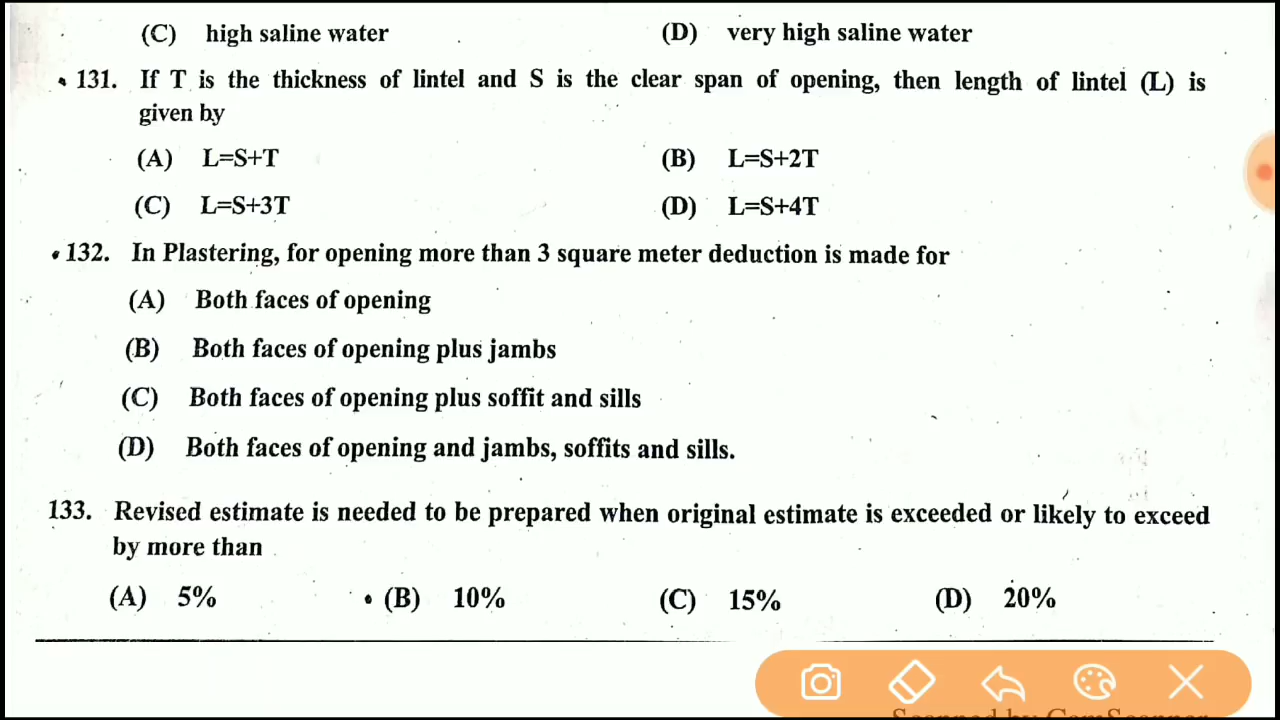 (C) high saline water (D) very high saline water
131. If T is the thickness of lintel and S is the clear span of opening, then length of lintel (L) is
given by
(A) L=S+T (B) L=S+2T
(C) L=S+3T (D) L=S+4T
132. In Plastering, for opening more than 3 square meter deduction is made for
(A) Both faces of opening
(B) Both faces of opening plus jambs
(C) Both faces of opening plus soffit and sills
(D) Both faces of opening and jambs, soffits and sills.
133. Revised estimate is needed to be prepared when original estimate is exceeded or likely to exceed
by more than
(A) 5% (B) 10% (C) 15% (D) 20%
Scanned by CamScanner